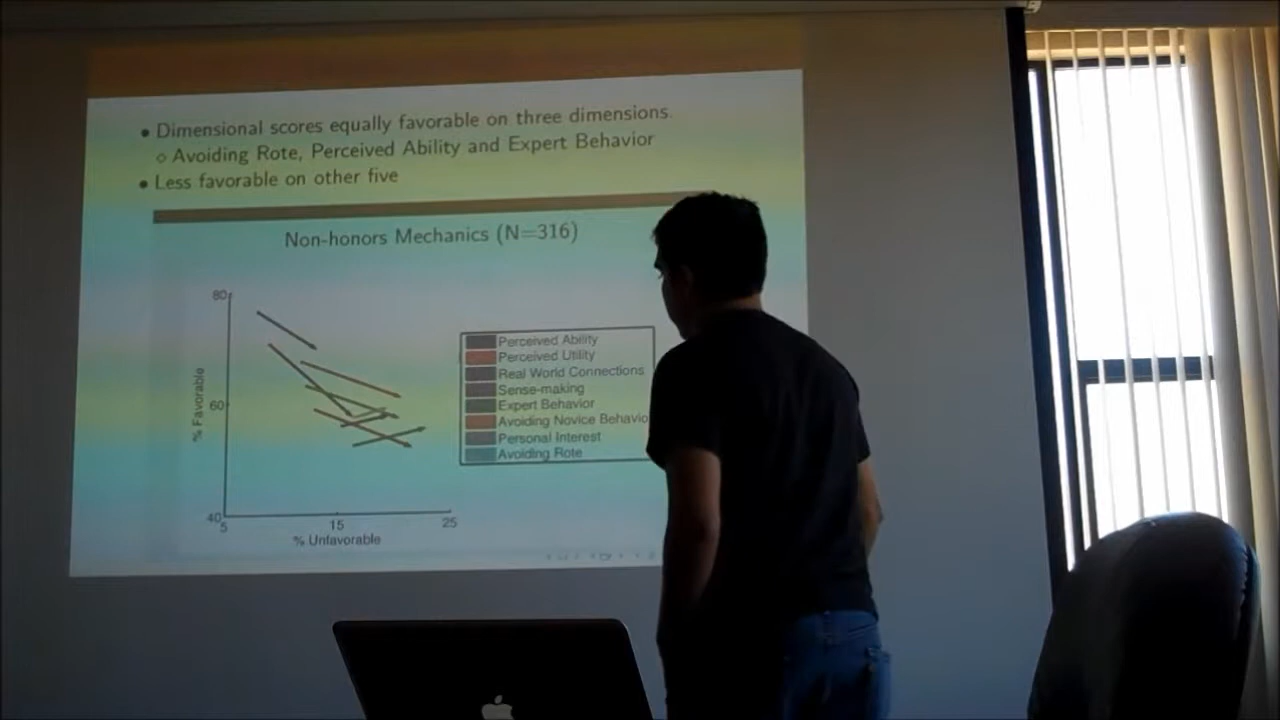 • Dimensional scores equally favorable on three dimensions.
○ Avoiding Rote, Perceived Ability and Expert Behavior
• Less favorable on other five
Non-honors Mechanics (N=316)
80
60
40
% Favorable
5
15
25
% Unfavorable
Perceived Ability
Perceived Utility
Real World Connections
Sense-making
Expert Behavior
Avoiding Novice Behavio
Personal Interest
Avoiding Rote